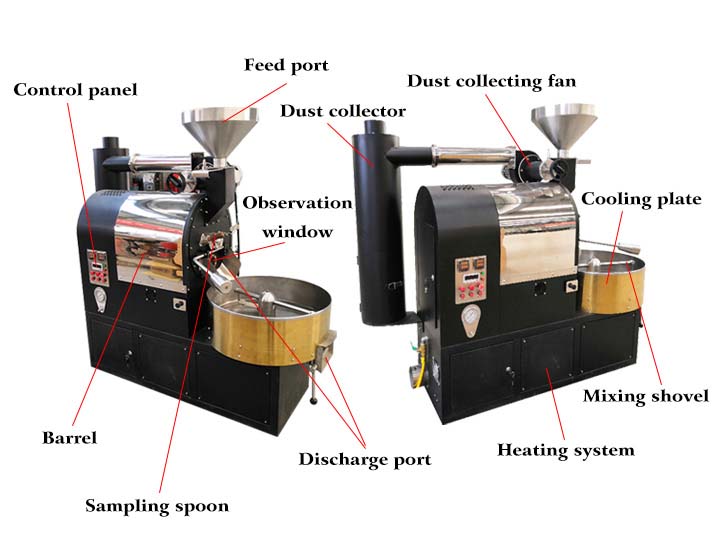 Feed port
Dust collecting fan
Control panel
Dust collector
Observation
window
Cooling plate
Mixing shovel
Barrel
Discharge port
Heating system
Sampling spoon